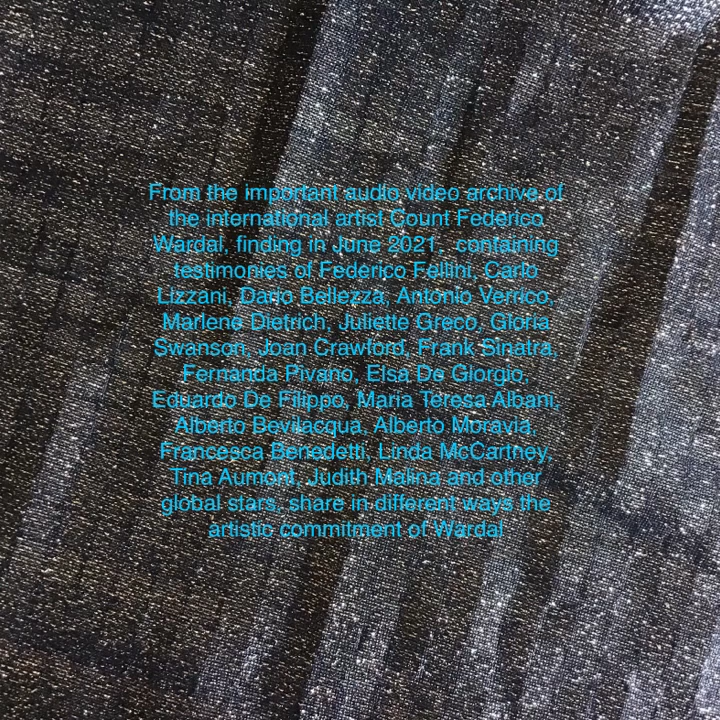 From the important audio video archive of
the international artist Count Federico
Wardal, finding in June 2021,  containing
testimonies of Federico Fellini, Carlo
Lizzani, Dario Bellezza, Antonio Verrico,
Marlene Dietrich, Juliette Greco, Gloria
Swanson, Joan Crawford, Frank Sinatra,
Fernanda Pivano, Elsa De Giorgio,
Eduardo De Filippo, Maria Teresa Albani,
Alberto Bevilacqua, Alberto Moravia,
Francesca Benedetti, Linda McCartney,
Tina Aumont, Judith Malina and other
global stars, share in different ways the
artistic commitment of Wardal